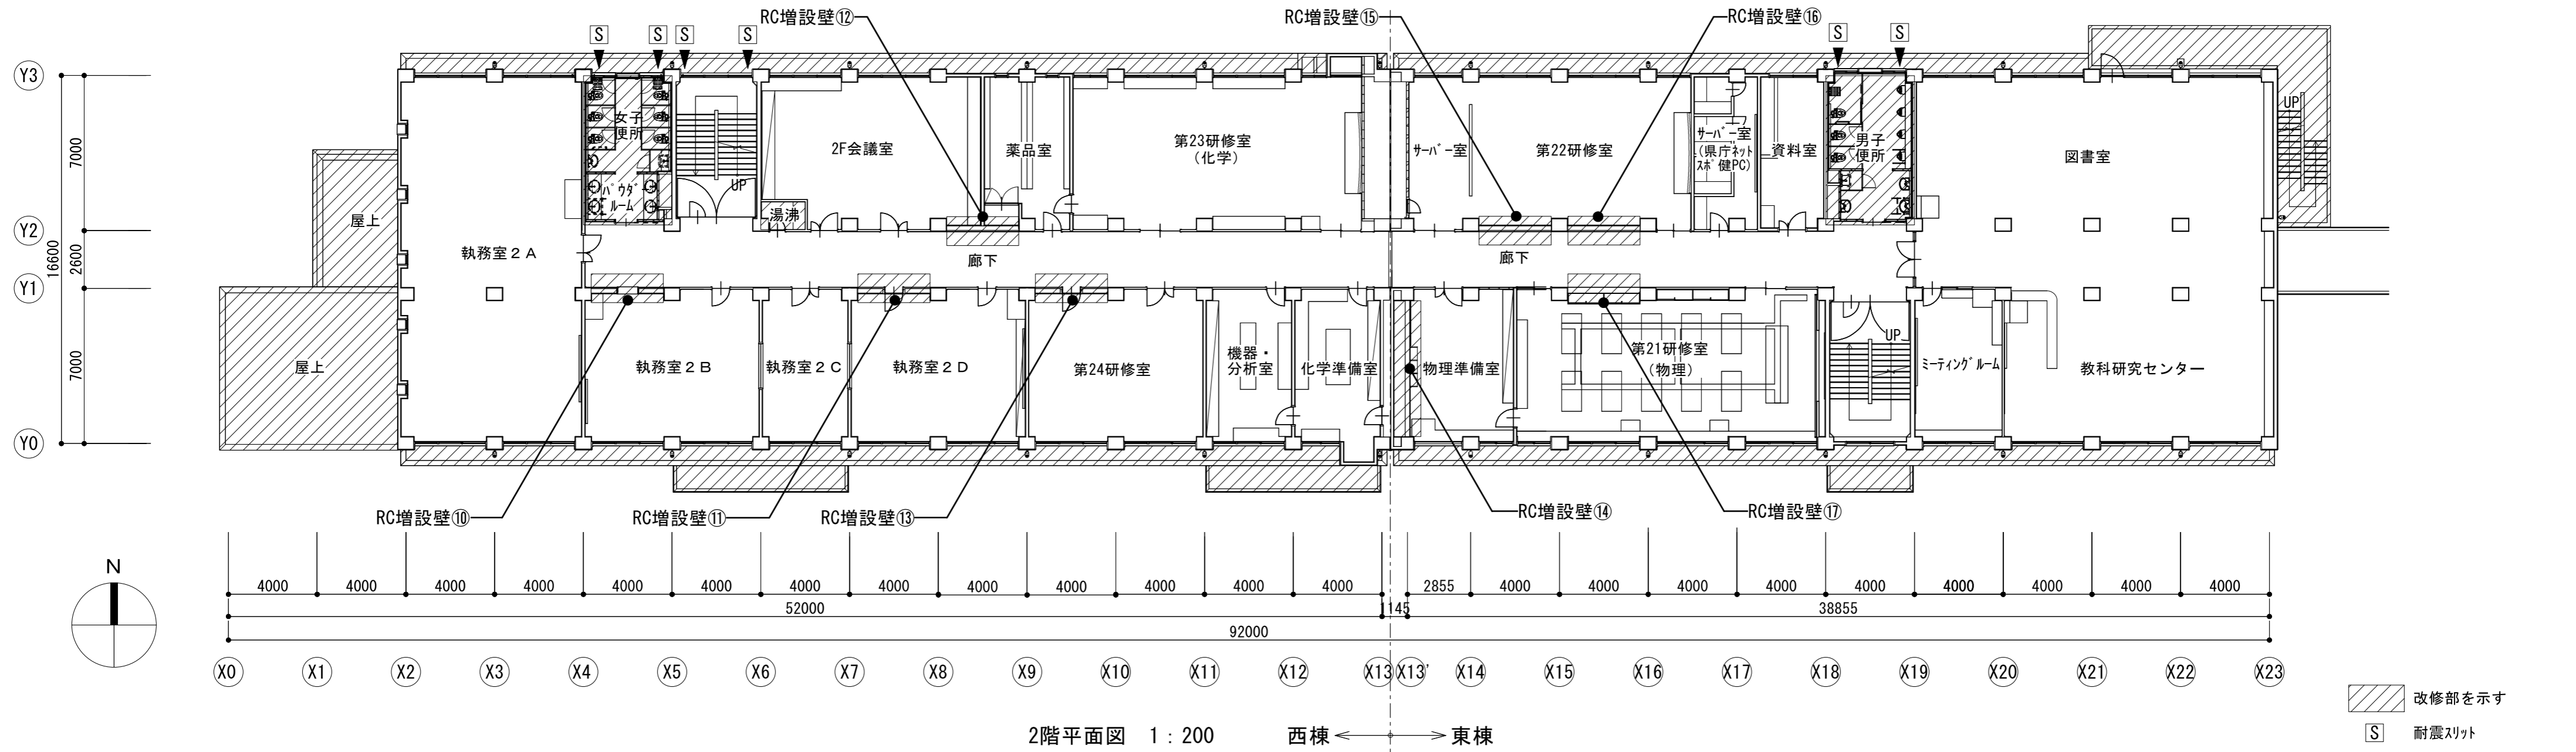 RC増設壁⑫
RC増設壁⑮
RC増設壁⑯
S
S
S
S
S
S
Y3
Y2
Y1
Y0
16600
7000
2600
7000
女子
便所
ﾊﾟｳﾀﾞｰ
ﾙｰﾑ
UP
湯沸
2F会議室
薬品室
第23研修室
(化学)
ｻｰﾊﾞｰ室
第22研修室
ｻｰﾊﾞｰ室
(県庁ﾈｯﾄ
ｽﾎﾟ健PC)
資料室
男子
便所
図書室
UP
屋上
屋上
執務室２Ａ
廊下
廊下
執務室２Ｂ
執務室２Ｃ
執務室２Ｄ
第24研修室
機器・
分析室
化学準備室
物理準備室
第21研修室
(物理)
UP
ﾐｰﾃｨﾝｸﾞﾙｰﾑ
教科研究センター
RC増設壁⑩
RC増設壁⑪
RC増設壁⑬
RC増設壁⑭
RC増設壁⑰
N
4000 4000 4000 4000 4000 4000 4000 4000 4000 4000 4000 4000 4000 2855 4000 4000 4000 4000 4000 4000 4000 4000 4000
52000 1145 38855
92000
X0 X1 X2 X3 X4 X5 X6 X7 X8 X9 X10 X11 X12 X13 X13' X14 X15 X16 X17 X18 X19 X20 X21 X22 X23
2階平面図 1：200
西棟
東棟
改修部を示す
S 耐震ｽﾘｯﾄ